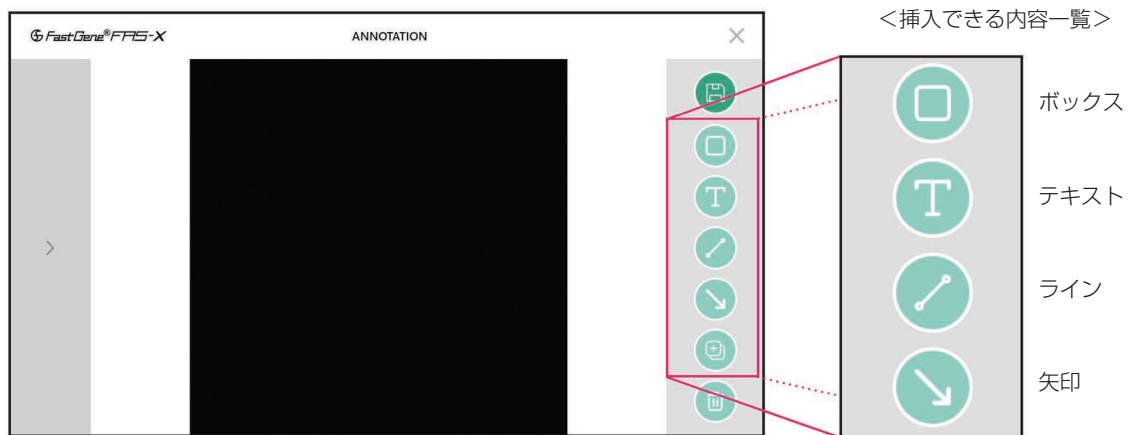 FastGene® FAS-X
ANNOTATION
<挿入できる内容一覧>
ボックス
T
テキスト
T
ライン
矢印